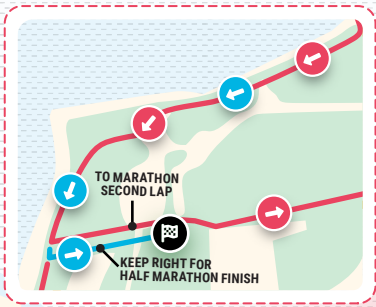 TO MARATHON
SECOND LAP
KEEP RIGHT FOR
HALF MARATHON FINISH